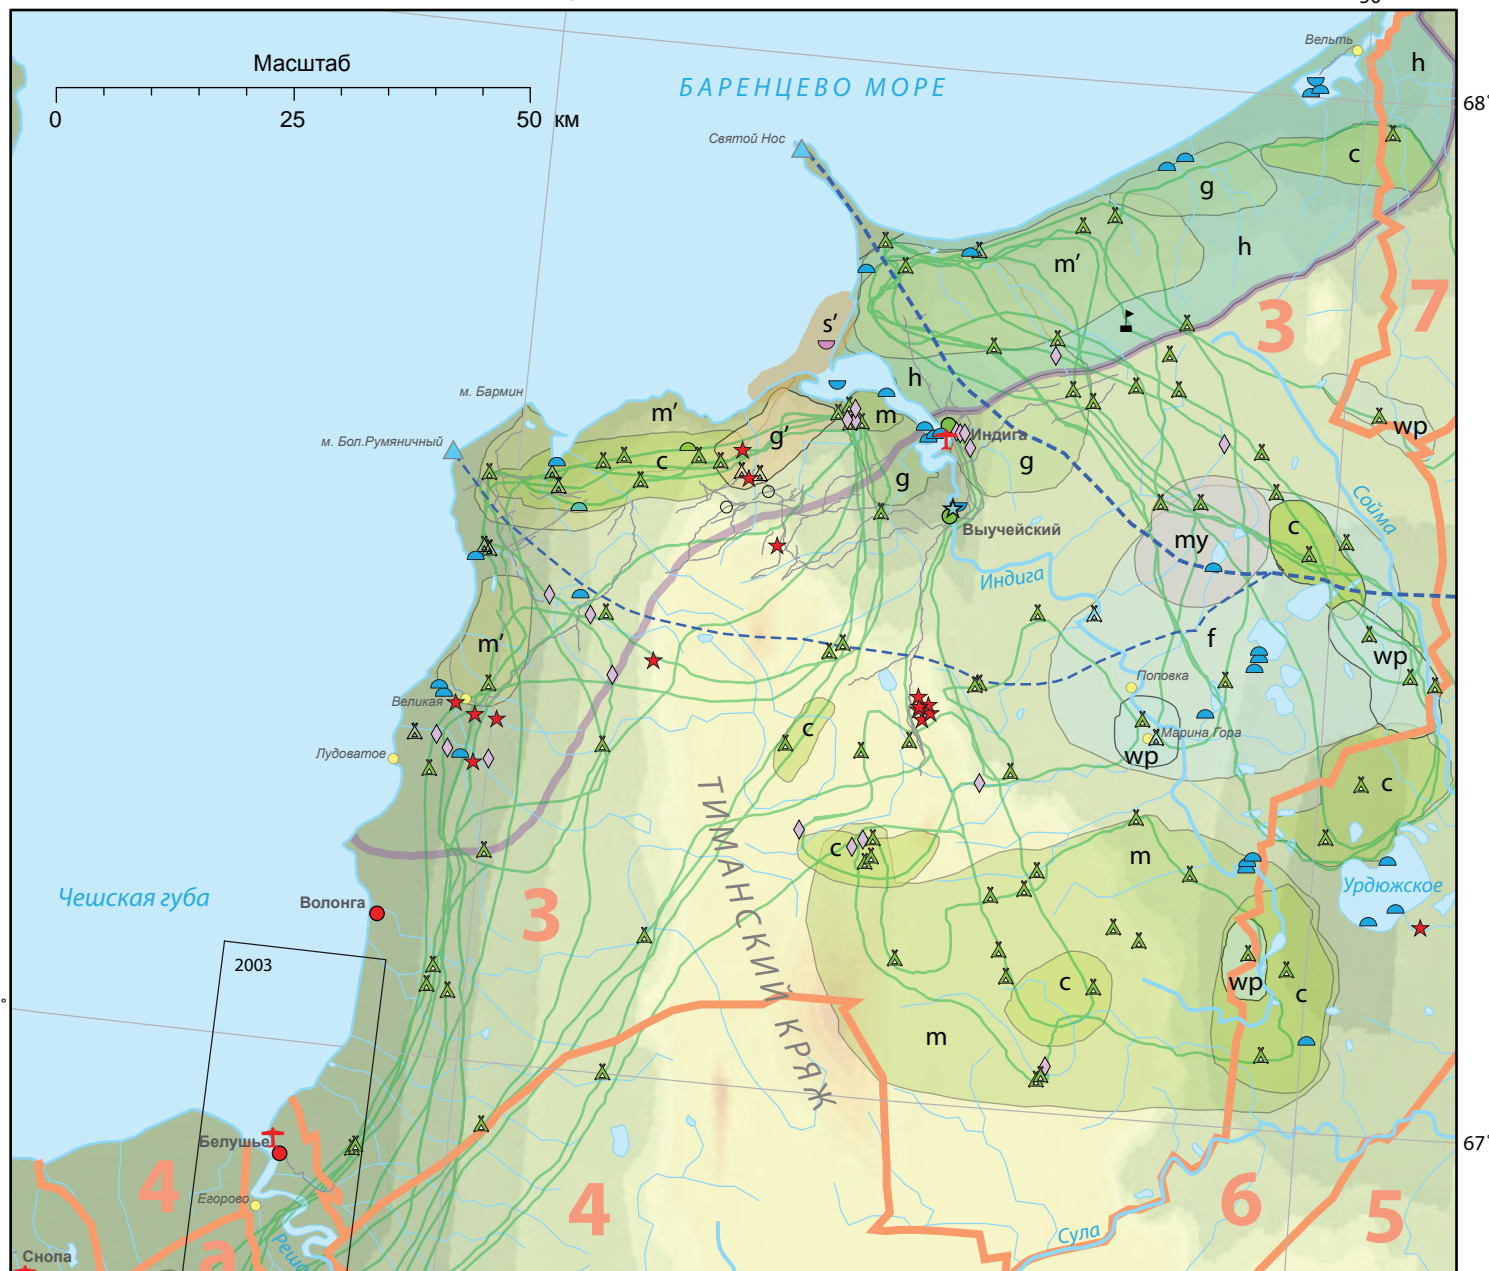 Масштаб
0 25 50 км
БАРЕНЦЕВО МОРЕ
Вельть
h
68°
Святой Нос
c
g
h
m'
7
3
s'
h
м. Бармин
m'
g'
m
wp
м. Бол.Румяничный
Индига
c
g
g
Сойма
c
Выучейский
my
Индига
f
m'
wp
Поповка
Великая
c
Марина Гора
Лудоватое
wp
c
ТИМАНСКИЙ КРЯЖ
c
m
Урдюжское
Чешская губа
Волонга
3
2003
wp
c
c
m
Белушье
67°
4
Егорово
4
6
5
Сула
а
Снопа